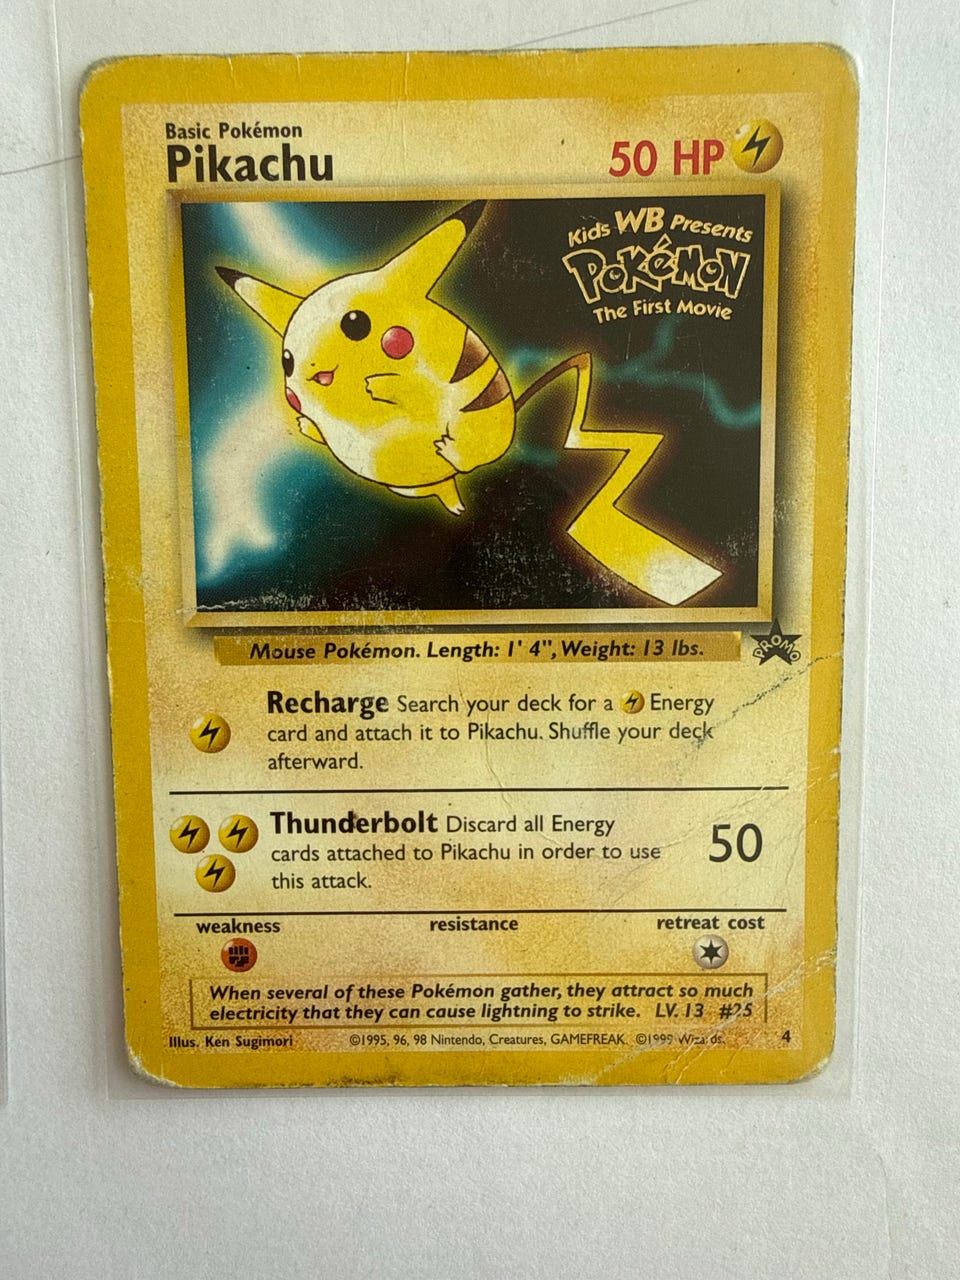 Basic Pokémon
Pikachu
50 HP
Kids WB Presents
POKéMON
The First Movie
Mouse Pokémon. Length: 1' 4", Weight: 13 lbs.
PROMO
Recharge Search your deck for a Energy
card and attach it to Pikachu. Shuffle your deck
afterward.
Thunderbolt Discard all Energy
cards attached to Pikachu in order to use
this attack.
50
weakness resistance retreat cost
When several of these Pokémon gather, they attract so much
electricity that they can cause lightning to strike. LV. 13 #25
Illus. Ken Sugimori ©1995, 96, 98 Nintendo, Creatures, GAMEFREAK. ©1999 Wizards. 4